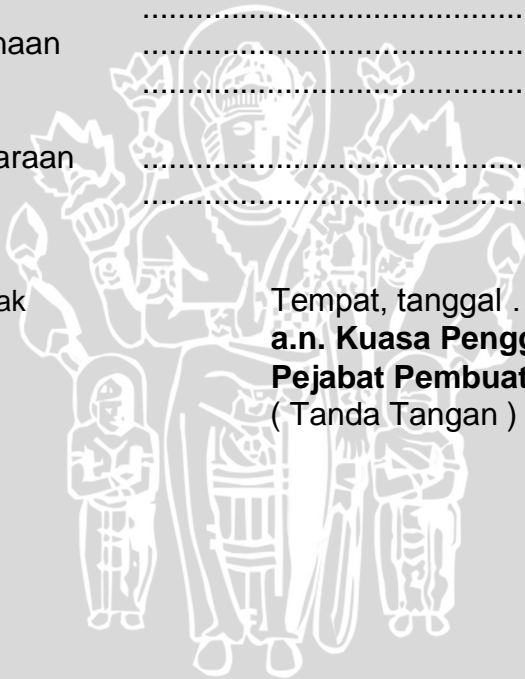 ............................................
naan ............................................
............................................
araan ............................................
............................................
ak Tempat, tanggal .
a.n. Kuasa Pengg
Pejabat Pembuat
( Tanda Tangan )